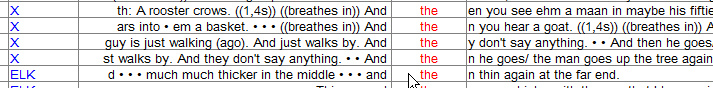 X th: A rooster crows. ((1,4s)) ((breathes in)) And the en you see ehm a maan in maybe his fiftie
X ars into • em a basket. • • • ((breathes in)) And the n you hear a goat. ((1,4s)) ((breathes in)) A
X guy is just walking (ago). And just walks by. And the y don't say anything. • • And then he goes/
X st walks by. And they don't say anything. • • And the n he goes/ the man goes up the tree again
ELK d • • • much much thicker in the middle • • • and the n thin again at the far end.